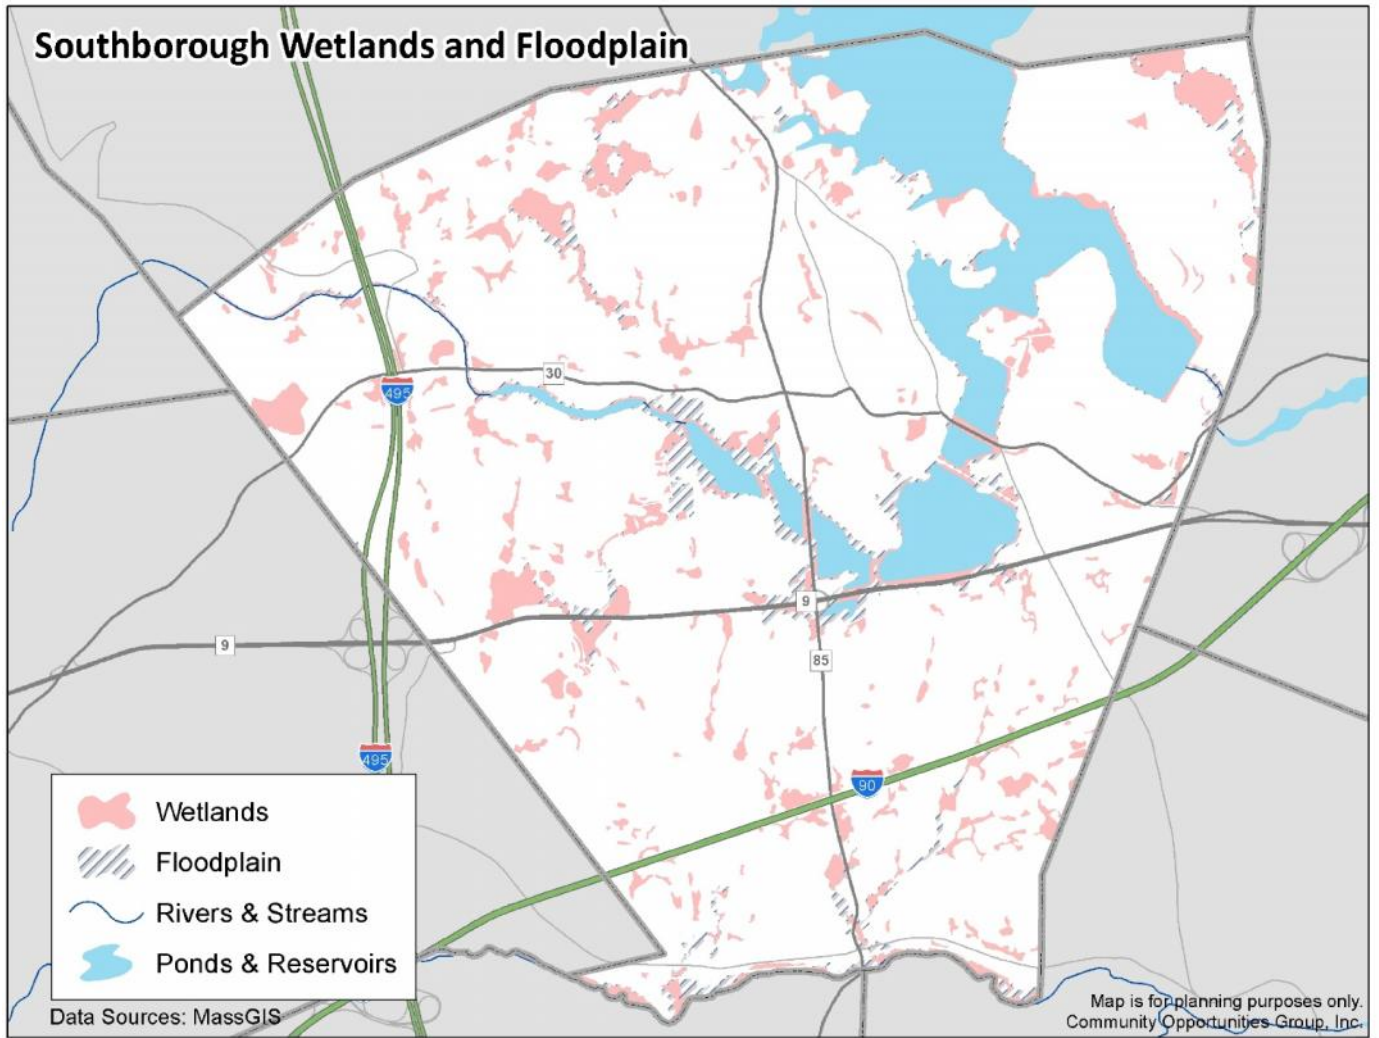 Southborough Wetlands and Floodplain
30
495
9
9
85
495
90
Wetlands
Floodplain
Rivers & Streams
Ponds & Reservoirs
Data Sources: MassGIS
Map is for planning purposes only.
Community Opportunities Group, Inc.